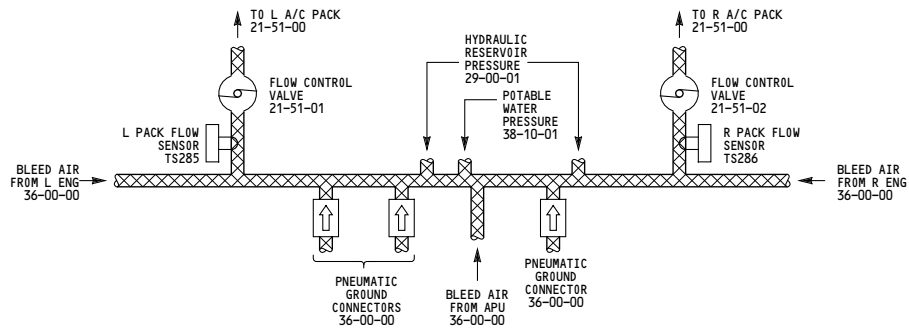 TO L A/C PACK
21-51-00
TO R A/C PACK
21-51-00
HYDRAULIC
RESERVOIR
PRESSURE
29-00-01
FLOW CONTROL
VALVE
21-51-01
POTABLE
WATER
PRESSURE
38-10-01
FLOW CONTROL
VALVE
21-51-02
L PACK FLOW
SENSOR
TS285
R PACK FLOW
SENSOR
TS286
BLEED AIR
FROM L ENG
36-00-00
BLEED AIR
FROM R ENG
36-00-00
PNEUMATIC
GROUND
CONNECTORS
36-00-00
BLEED AIR
FROM APU
36-00-00
PNEUMATIC
GROUND
CONNECTOR
36-00-00